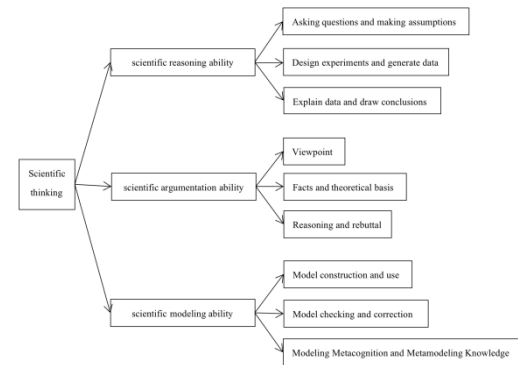 Scientific
thinking
scientific reasoning ability
Asking questions and making assumptions
Design experiments and generate data
Explain data and draw conclusions
scientific argumentation ability
Viewpoint
Facts and theoretical basis
Reasoning and rebuttal
scientific modeling ability
Model construction and use
Model checking and correction
Modeling Metacognition and Metamodeling Knowledge